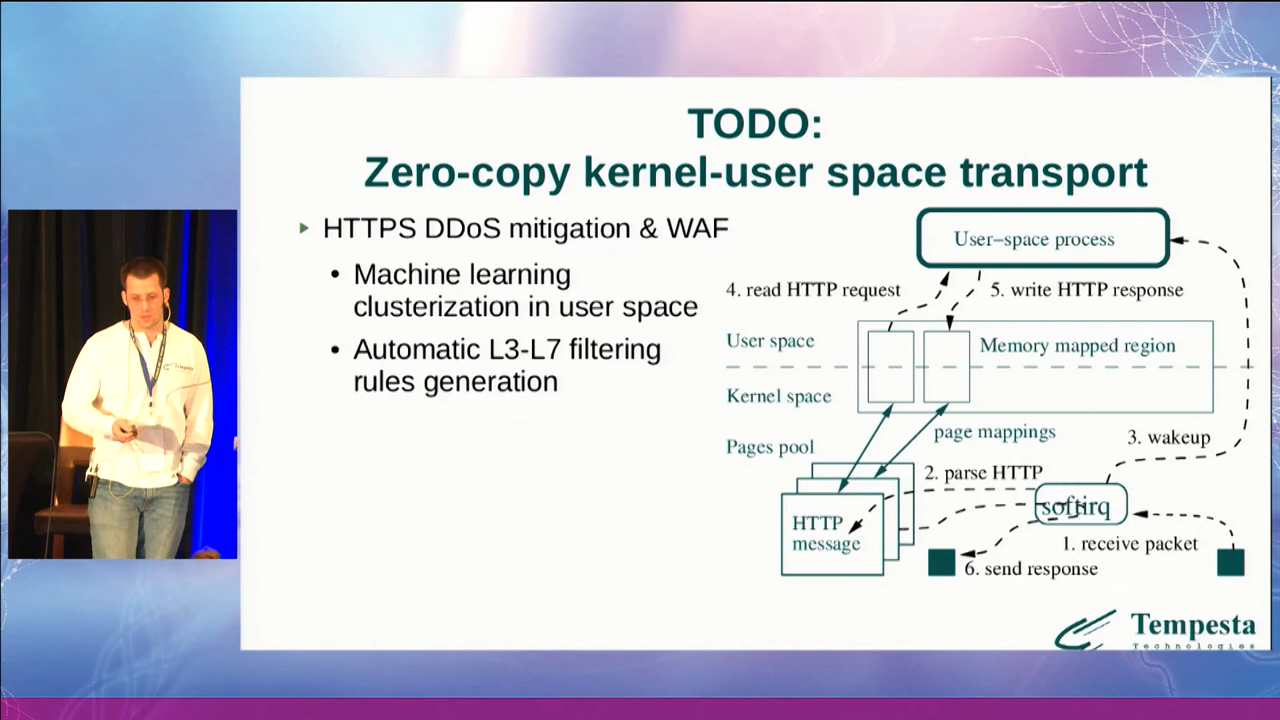 TODO:
Zero-copy kernel-user space transport
HTTPS DDoS mitigation & WAF
Machine learning
clusterization in user space
Automatic L3-L7 filtering
rules generation
User-space process
4. read HTTP request
5. write HTTP response
User space
Memory mapped region
Kernel space
Pages pool
page mappings
3. wakeup
2. parse HTTP
softirq
HTTP
message
1. receive packet
6. send response
Tempesta
Technologies
Tempesta